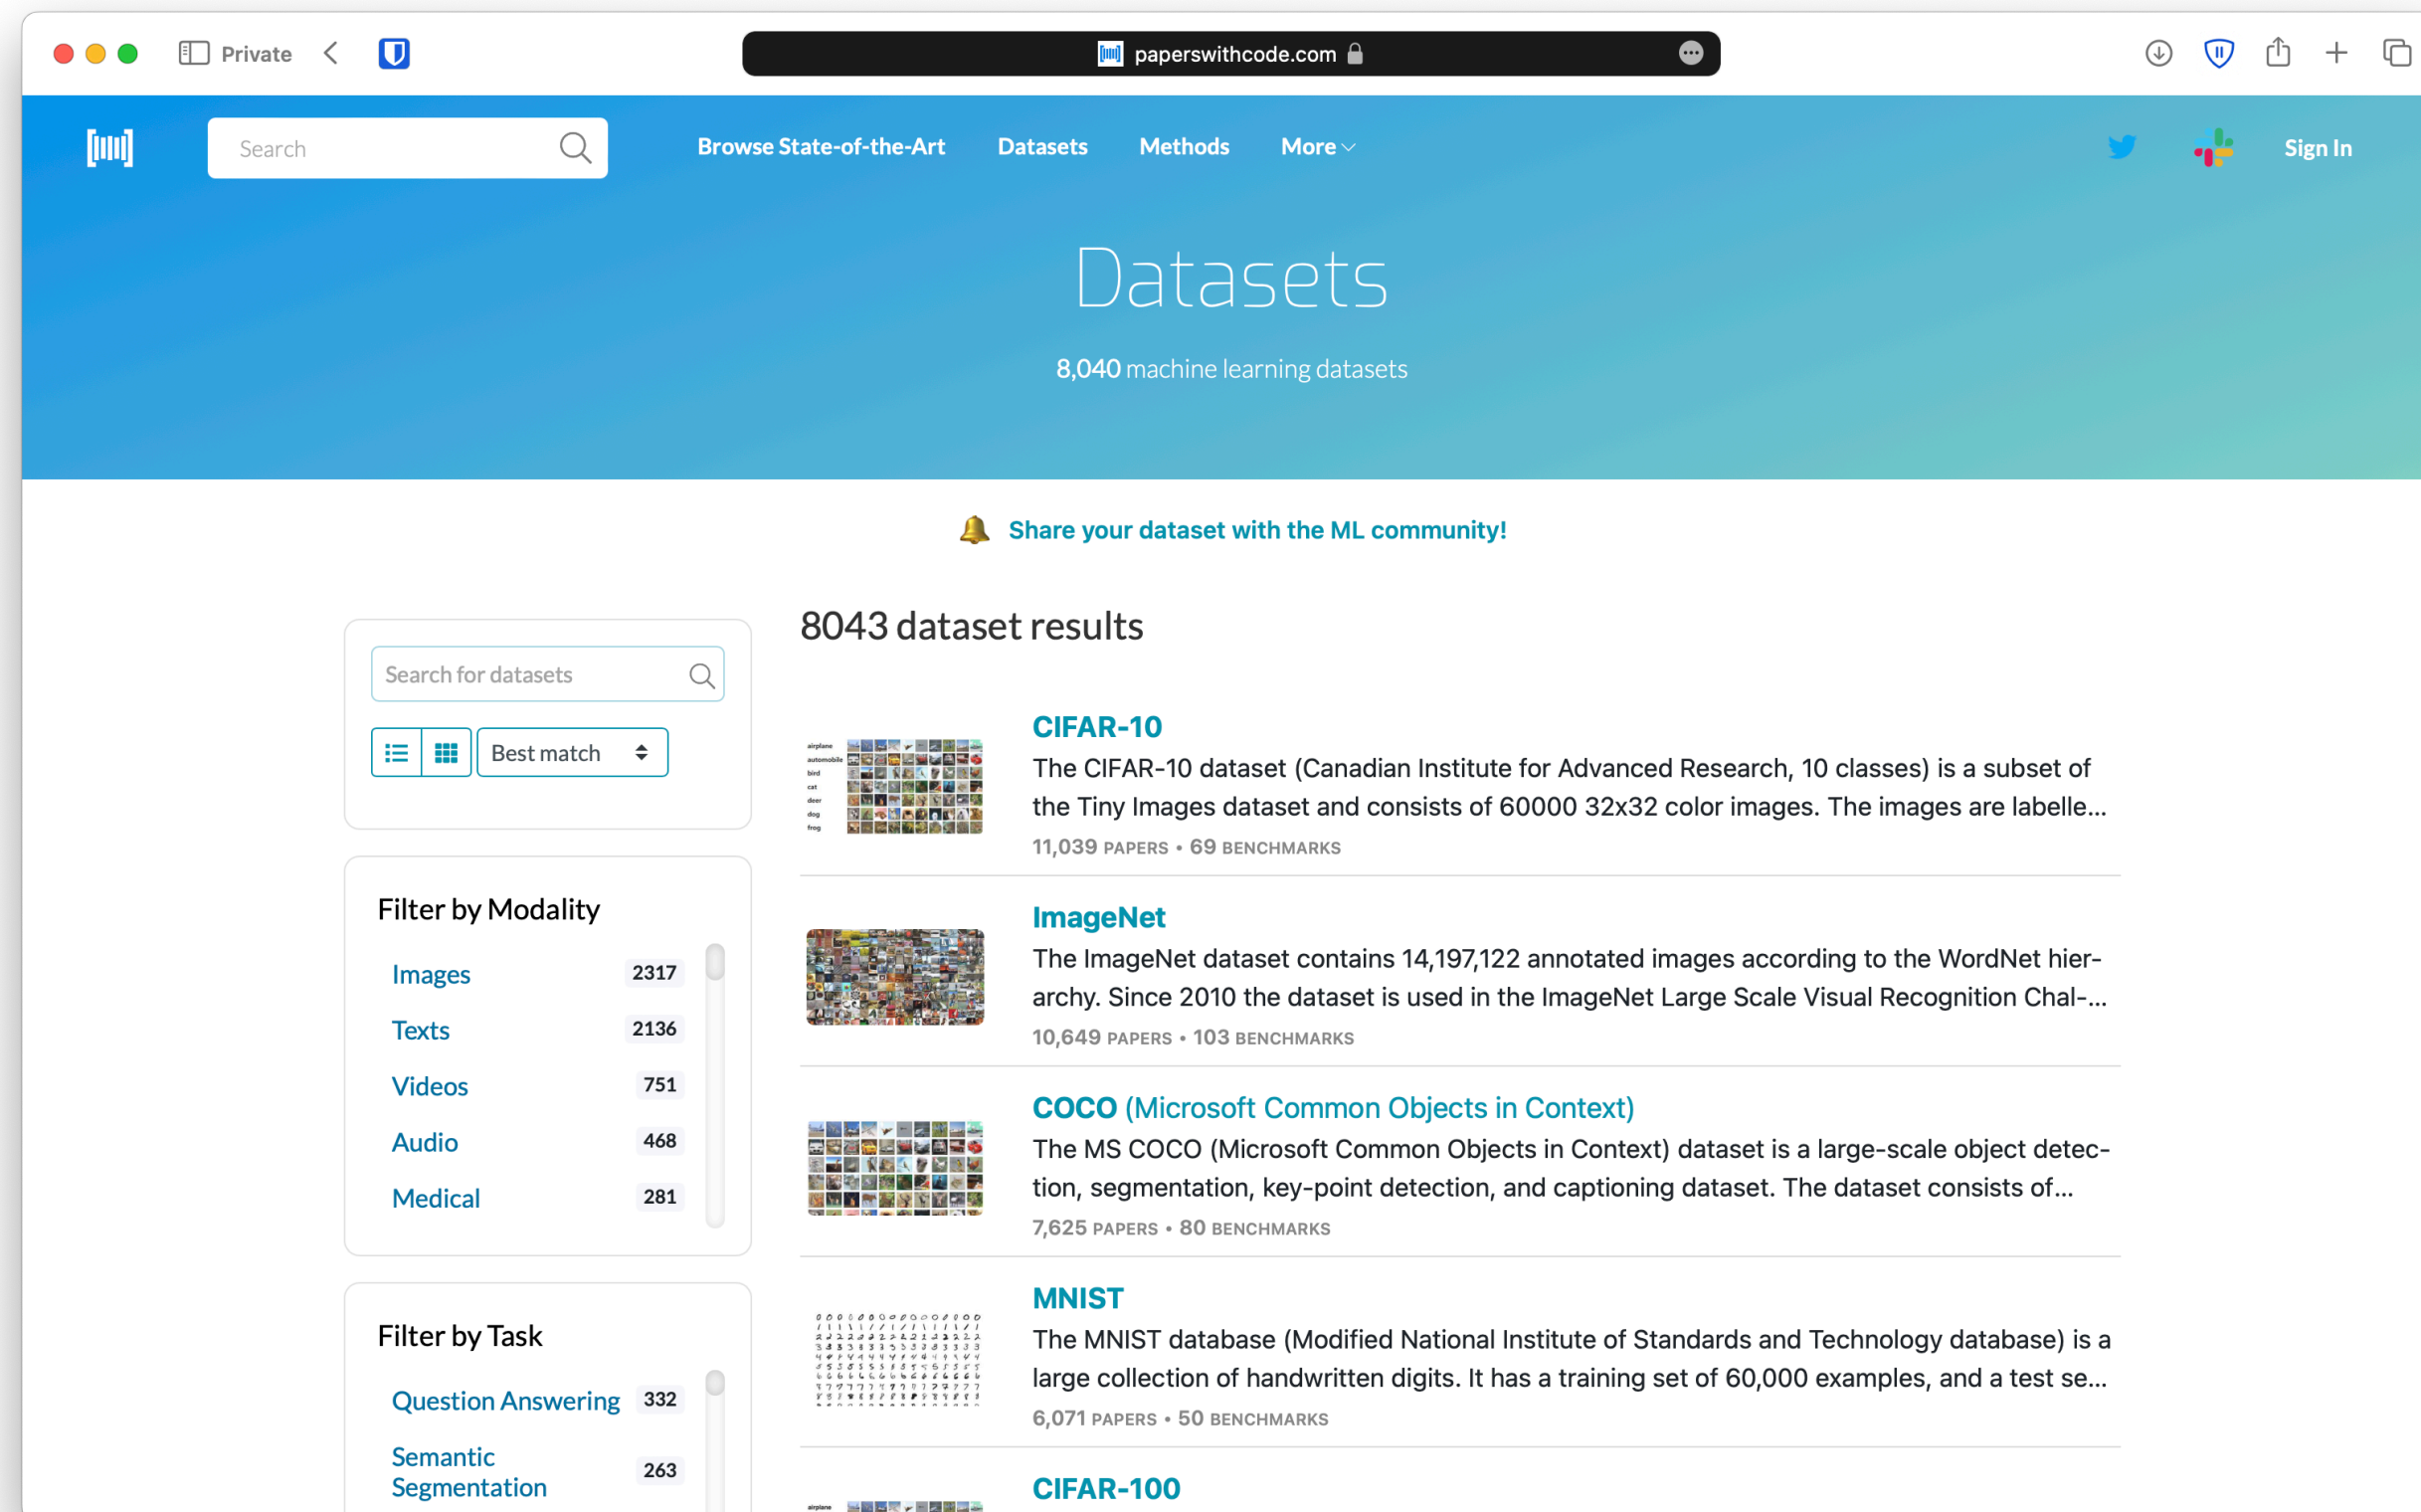 Private
paperswithcode.com
Search
Browse State-of-the-Art
Datasets
Methods
More
Sign In
Datasets
8,040 machine learning datasets
Share your dataset with the ML community!
Search for datasets
Best match
Filter by Modality
Images 2317
Texts 2136
Videos 751
Audio 468
Medical 281
Filter by Task
Question Answering 332
Semantic
Segmentation 263
8043 dataset results
airplane
automobile
bird
cat
deer
dog
frog
CIFAR-10
The CIFAR-10 dataset (Canadian Institute for Advanced Research, 10 classes) is a subset of
the Tiny Images dataset and consists of 60000 32x32 color images. The images are labelle...
11,039 PAPERS • 69 BENCHMARKS
ImageNet
The ImageNet dataset contains 14,197,122 annotated images according to the WordNet hier-
archy. Since 2010 the dataset is used in the ImageNet Large Scale Visual Recognition Chal-...
10,649 PAPERS • 103 BENCHMARKS
COCO (Microsoft Common Objects in Context)
The MS COCO (Microsoft Common Objects in Context) dataset is a large-scale object detec-
tion, segmentation, key-point detection, and captioning dataset. The dataset consists of...
7,625 PAPERS • 80 BENCHMARKS
MNIST
The MNIST database (Modified National Institute of Standards and Technology database) is a
large collection of handwritten digits. It has a training set of 60,000 examples, and a test se...
6,071 PAPERS • 50 BENCHMARKS
airplane
CIFAR-100